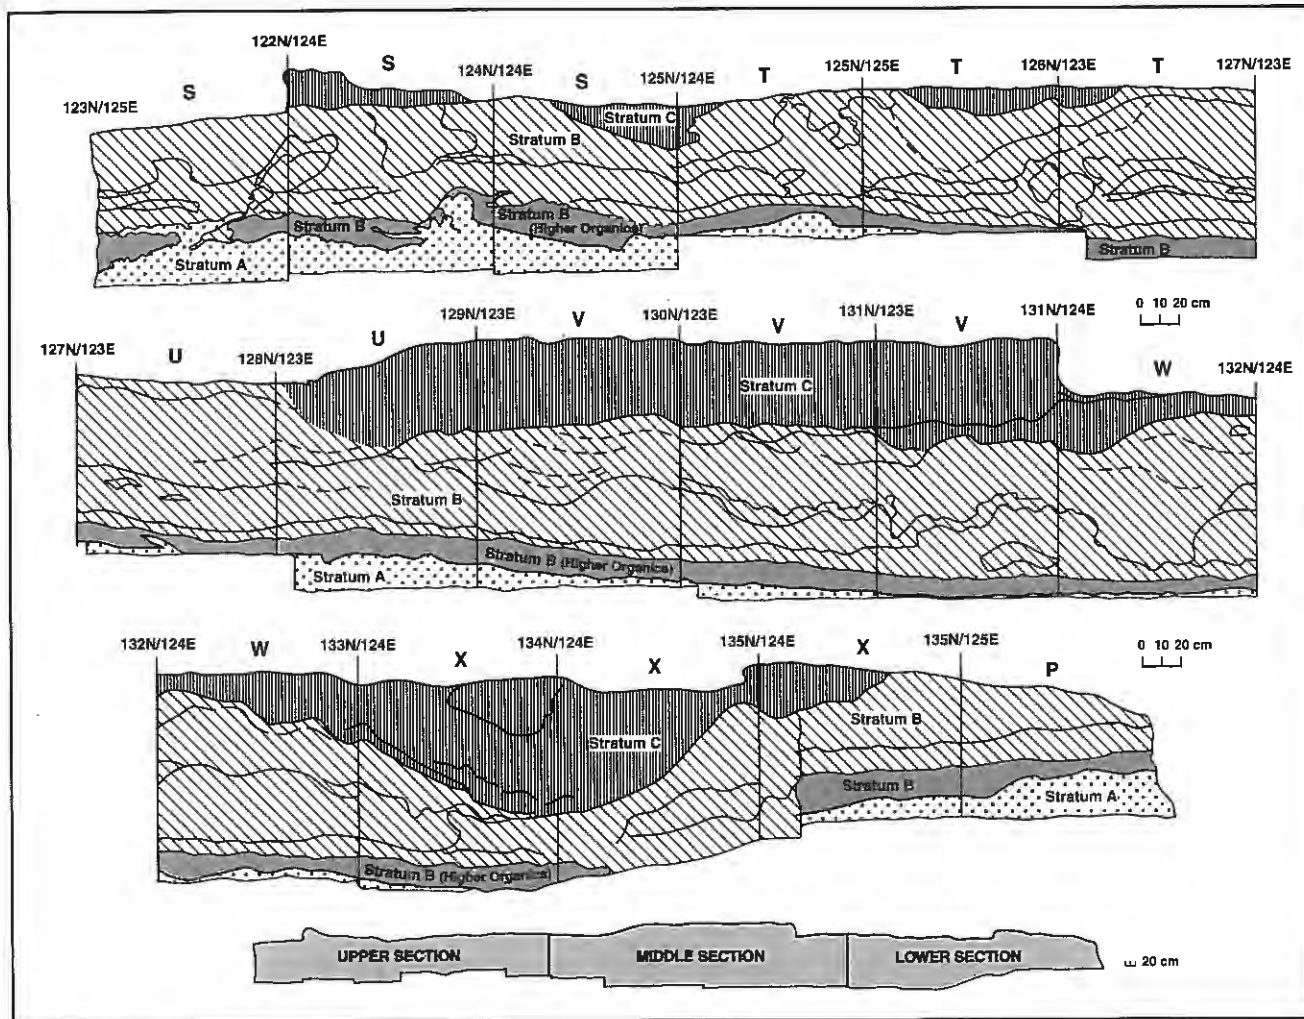 122N/124E
S
S
124N/124E
S
125N/124E
T
125N/125E
T
126N/123E
T
127N/123E
123N/125E
Stratum C
Stratum B
Stratum B
Stratum B
(Higher Organics)
Stratum A
Stratum B
0 10 20 cm
127N/123E
U
128N/123E
U
129N/123E
V
130N/123E
V
131N/123E
V
131N/124E
W
132N/124E
Stratum C
Stratum B
Stratum B (Higher Organics)
Stratum A
132N/124E
W
133N/124E
X
134N/124E
X
135N/124E
X
135N/125E
P
0 10 20 cm
Stratum B
Stratum C
Stratum B
Stratum A
Stratum B (Higher Organics)
UPPER SECTION
MIDDLE SECTION
LOWER SECTION
20 cm